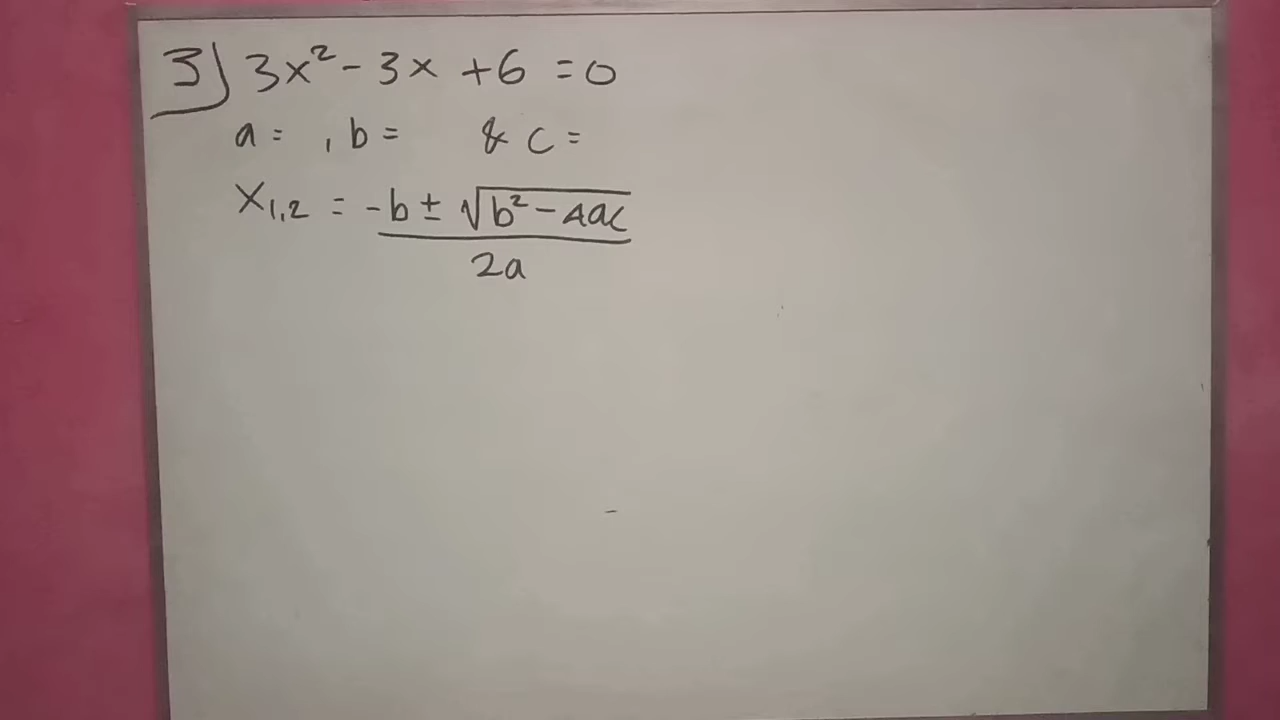 3) 3x² - 3x + 6 = 0
a = , b = & c =
x₁,₂ = -b ± √b² - 4ac
2a